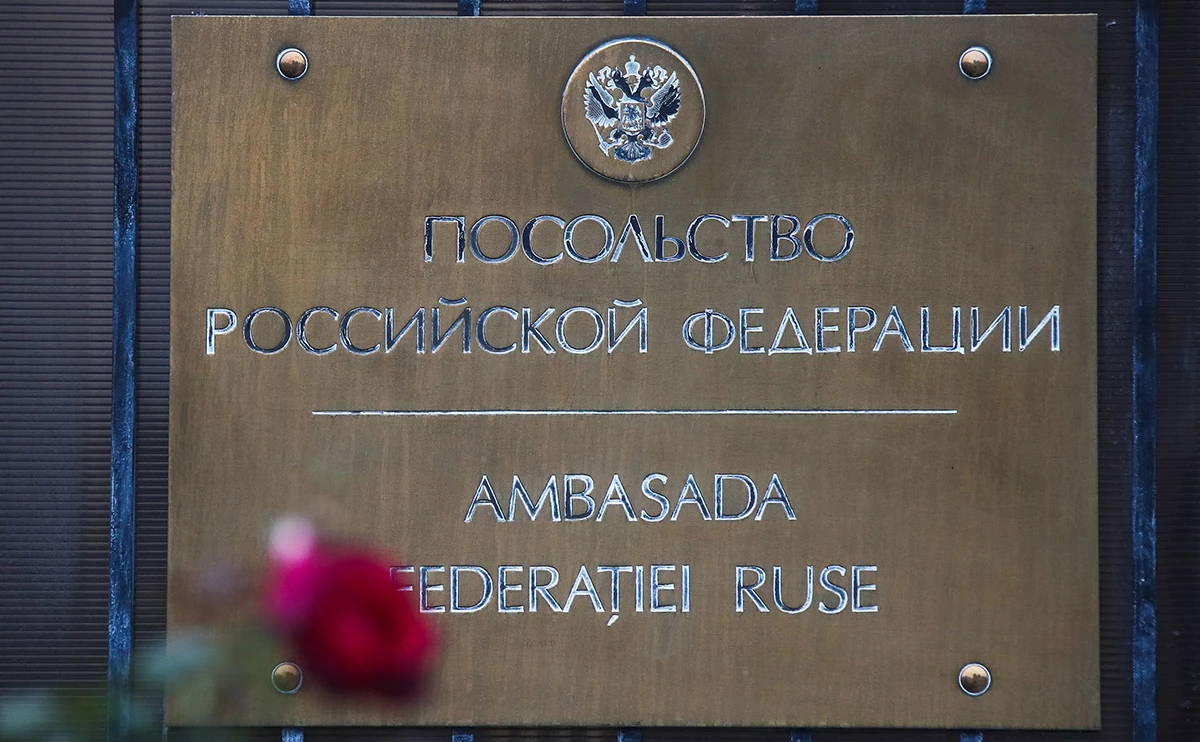 ПОСОЛЬСТВО
РОССИЙСКОЙ ФЕДЕРАЦИИ
AMBASADA
FEDERAȚIEI RUSE